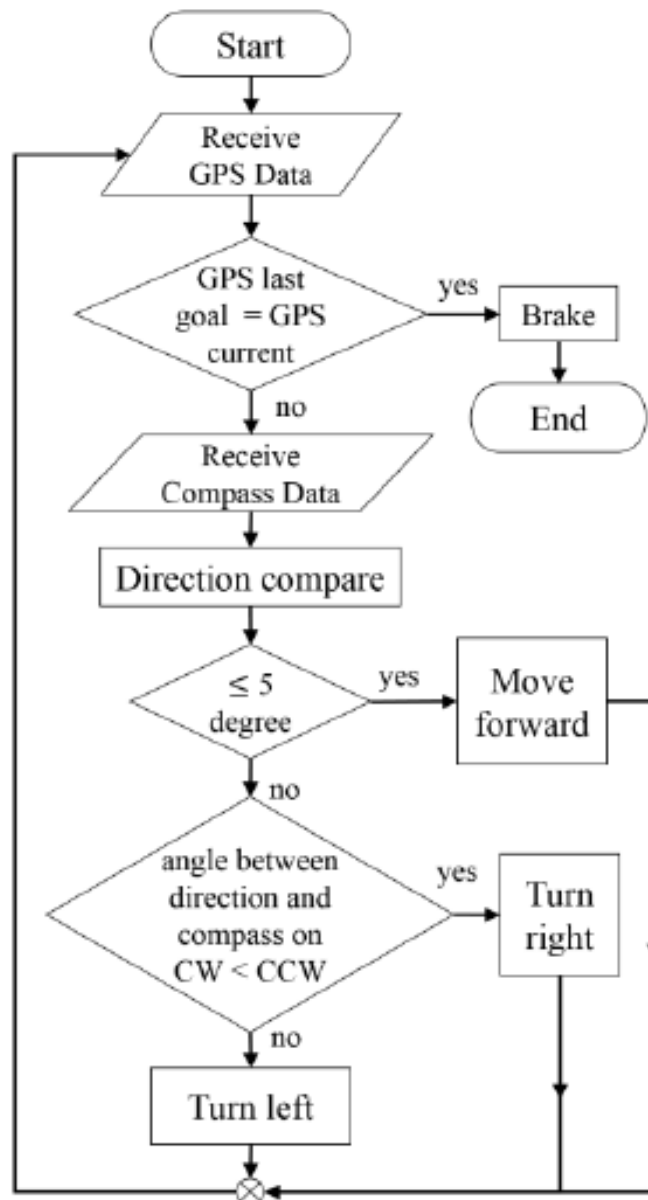 Start
Receive
GPS Data
GPS last
goal = GPS
current
yes
Brake
End
no
Receive
Compass Data
Direction compare
≤ 5
degree
yes
Move
forward
no
angle between
direction and
compass on
CW < CCW
yes
Turn
right
no
Turn left